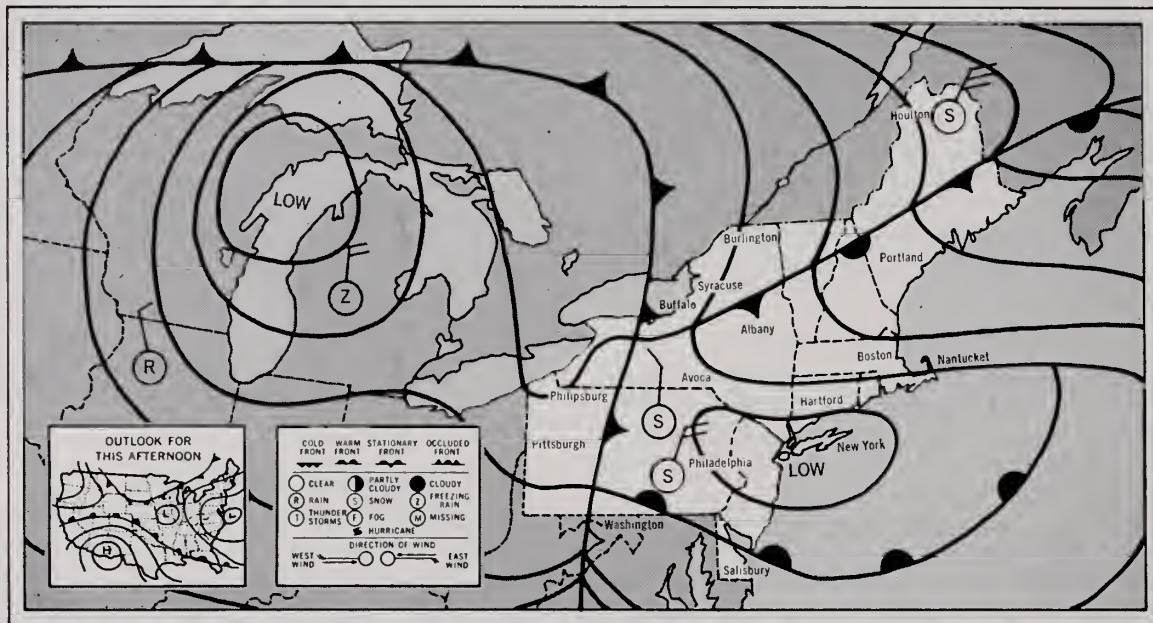 LOW
Z
R
S
Houlton
Burlington
Portland
Syracuse
Buffalo
Albany
Boston
Nantucket
Avoca
Hartford
Philipsburg
S
New York
Pittsburgh
S
Philadelphia
LOW
Washington
Salisbury
OUTLOOK FOR
THIS AFTERNOON
L
L
H
COLD FRONT
WARM FRONT
STATIONARY FRONT
OCCLUDED FRONT
CLEAR
PARTLY CLOUDY
CLOUDY
R RAIN
S SNOW
Z FREEZING RAIN
T THUNDER STORMS
F FOG
M MISSING
HURRICANE
DIRECTION OF WIND
WEST WIND
EAST WIND